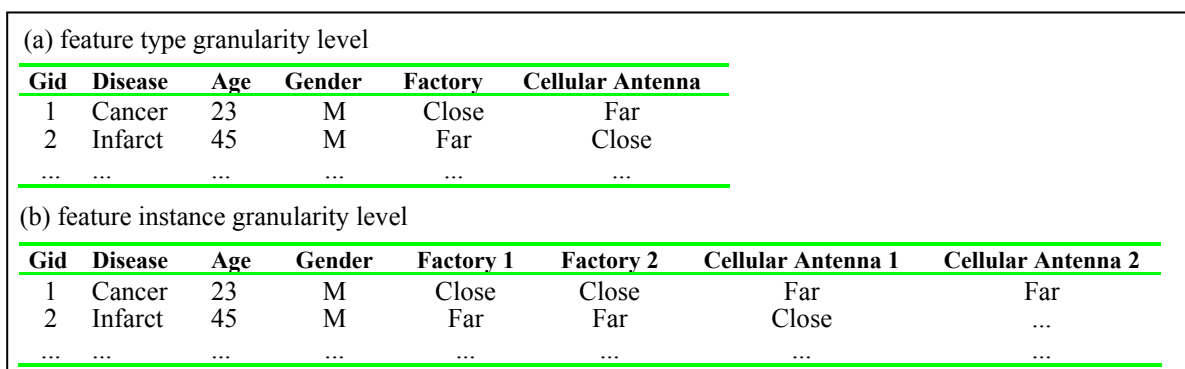 (a) feature type granularity level
Gid Disease Age Gender Factory Cellular Antenna
1 Cancer 23 M Close Far
2 Infarct 45 M Far Close
... ... ... ... ... ...
(b) feature instance granularity level
Gid Disease Age Gender Factory 1 Factory 2 Cellular Antenna 1 Cellular Antenna 2
1 Cancer 23 M Close Close Far Far
2 Infarct 45 M Far Far Close ...
... ... ... ... ... ... ... ...